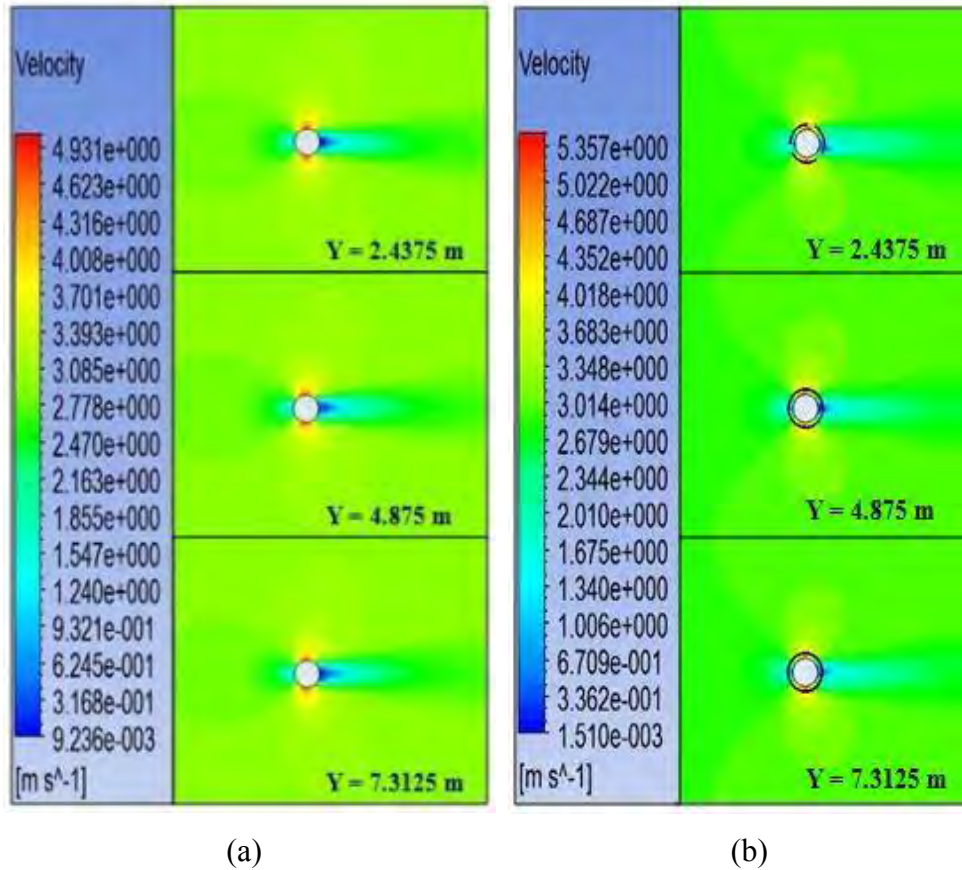 Velocity
4.931e+000
4.623e+000
4.316e+000
4.008e+000
3.701e+000
3.393e+000
3.085e+000
2.778e+000
2.470e+000
2.163e+000
1.855e+000
1.547e+000
1.240e+000
9.321e-001
6.245e-001
3.168e-001
9.236e-003
[m s^-1]
Y = 2.4375 m
Y = 4.875 m
Y = 7.3125 m
(a)
Velocity
5.357e+000
5.022e+000
4.687e+000
4.352e+000
4.018e+000
3.683e+000
3.348e+000
3.014e+000
2.679e+000
2.344e+000
2.010e+000
1.675e+000
1.340e+000
1.006e+000
6.709e-001
3.362e-001
1.510e-003
[m s^-1]
Y = 2.4375 m
Y = 4.875 m
Y = 7.3125 m
(b)